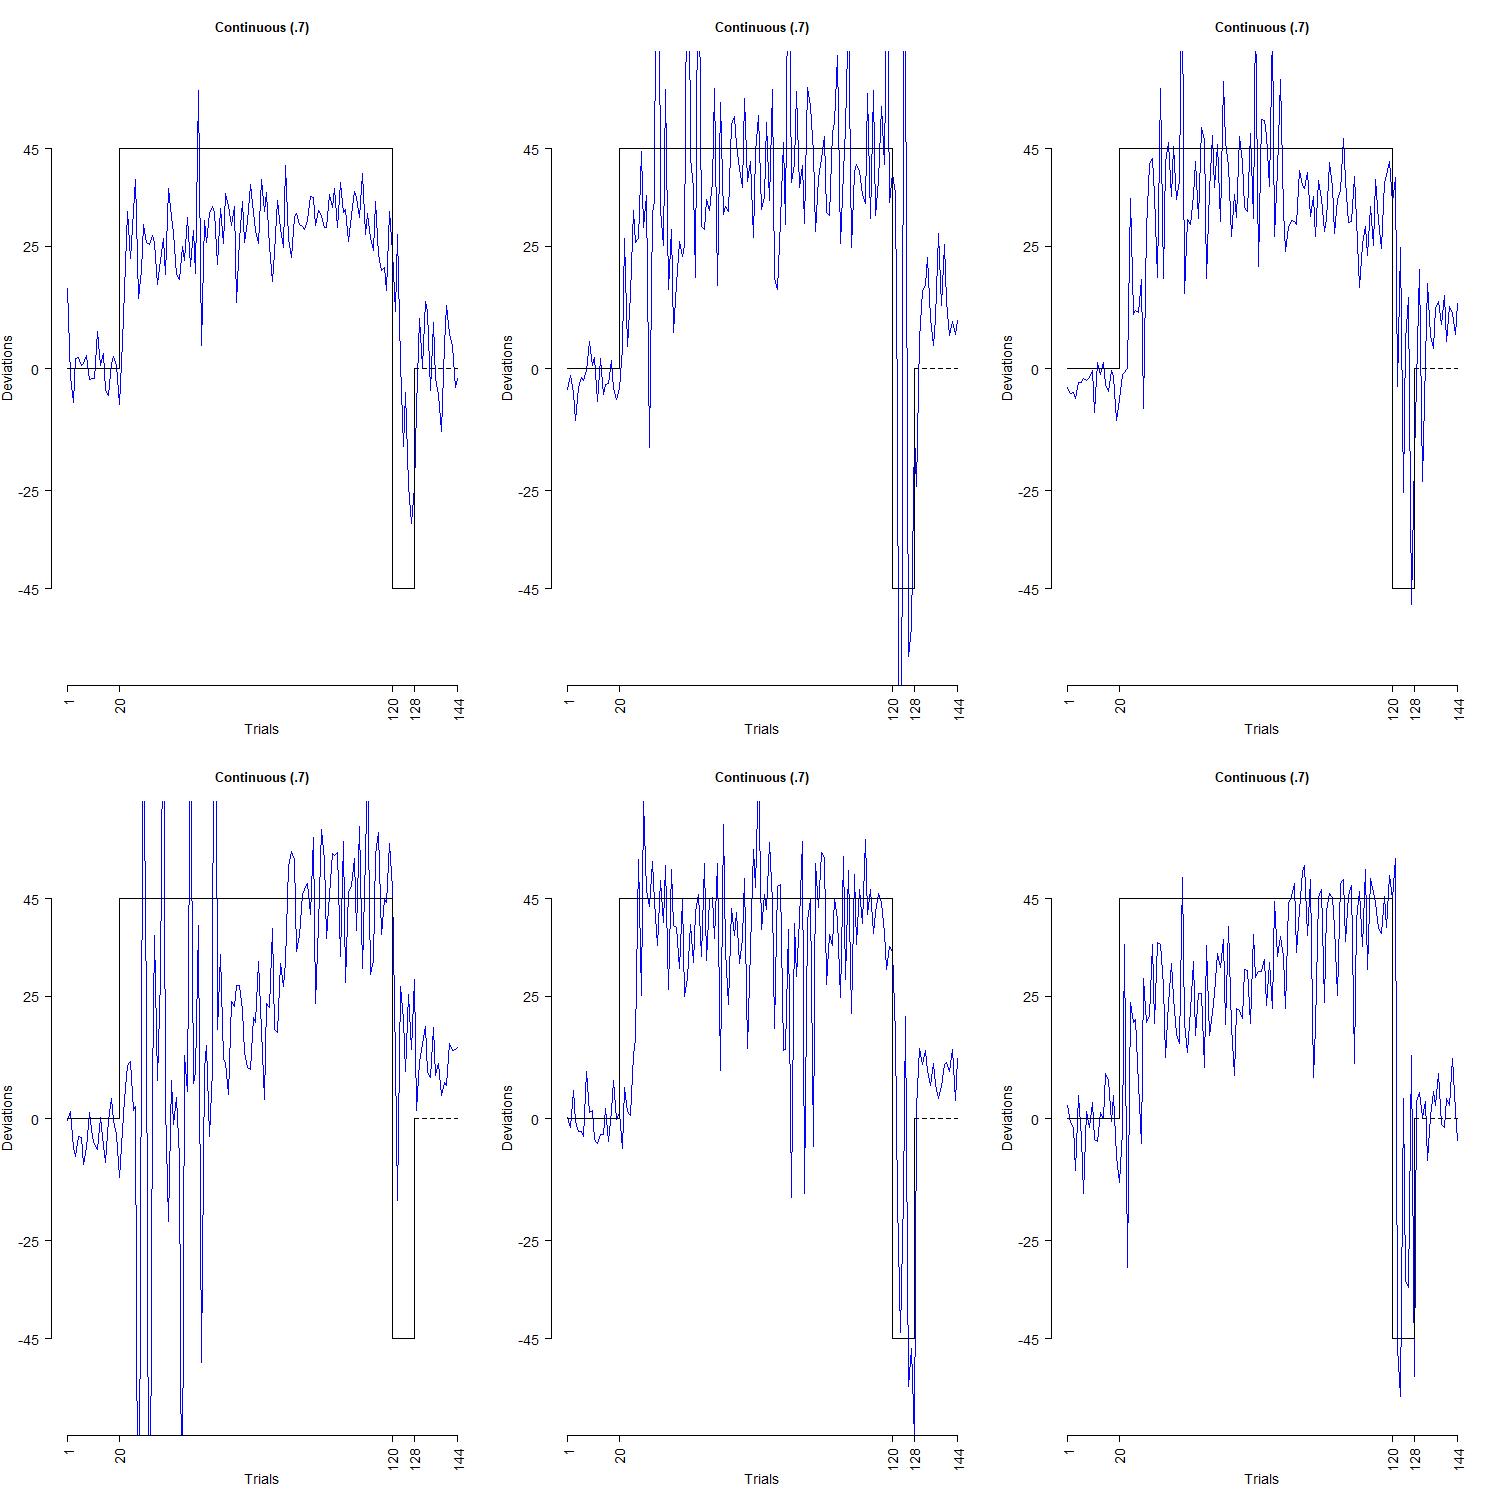 Continuous (.7) Continuous (.7) Continuous (.7)
45 45 45
25 25 25
0 0 0
-25 -25 -25
-45 -45 -45
Deviations Deviations Deviations
1 20 120 128 144 1 20 120 128 144 1 20 120 128 144
Trials Trials Trials
Continuous (.7) Continuous (.7) Continuous (.7)
45 45 45
25 25 25
0 0 0
-25 -25 -25
-45 -45 -45
Deviations Deviations Deviations
1 20 120 128 144 1 20 120 128 144 1 20 120 128 144
Trials Trials Trials